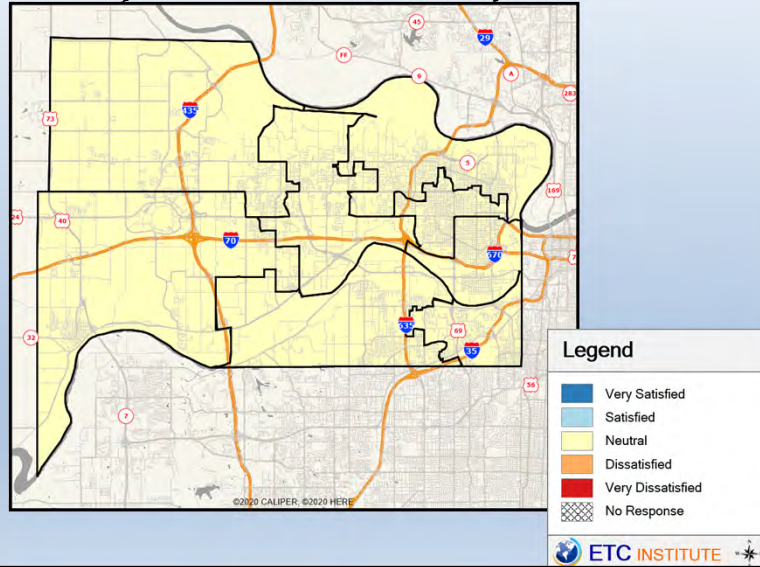 45
29
FF
9
A
283
435
73
5
169
24
40
70
670
7
32
635
69
35
56
7
Legend
Very Satisfied
Satisfied
Neutral
Dissatisfied
Very Dissatisfied
No Response
©2020 CALIPER; ©2020 HERE
ETC INSTITUTE